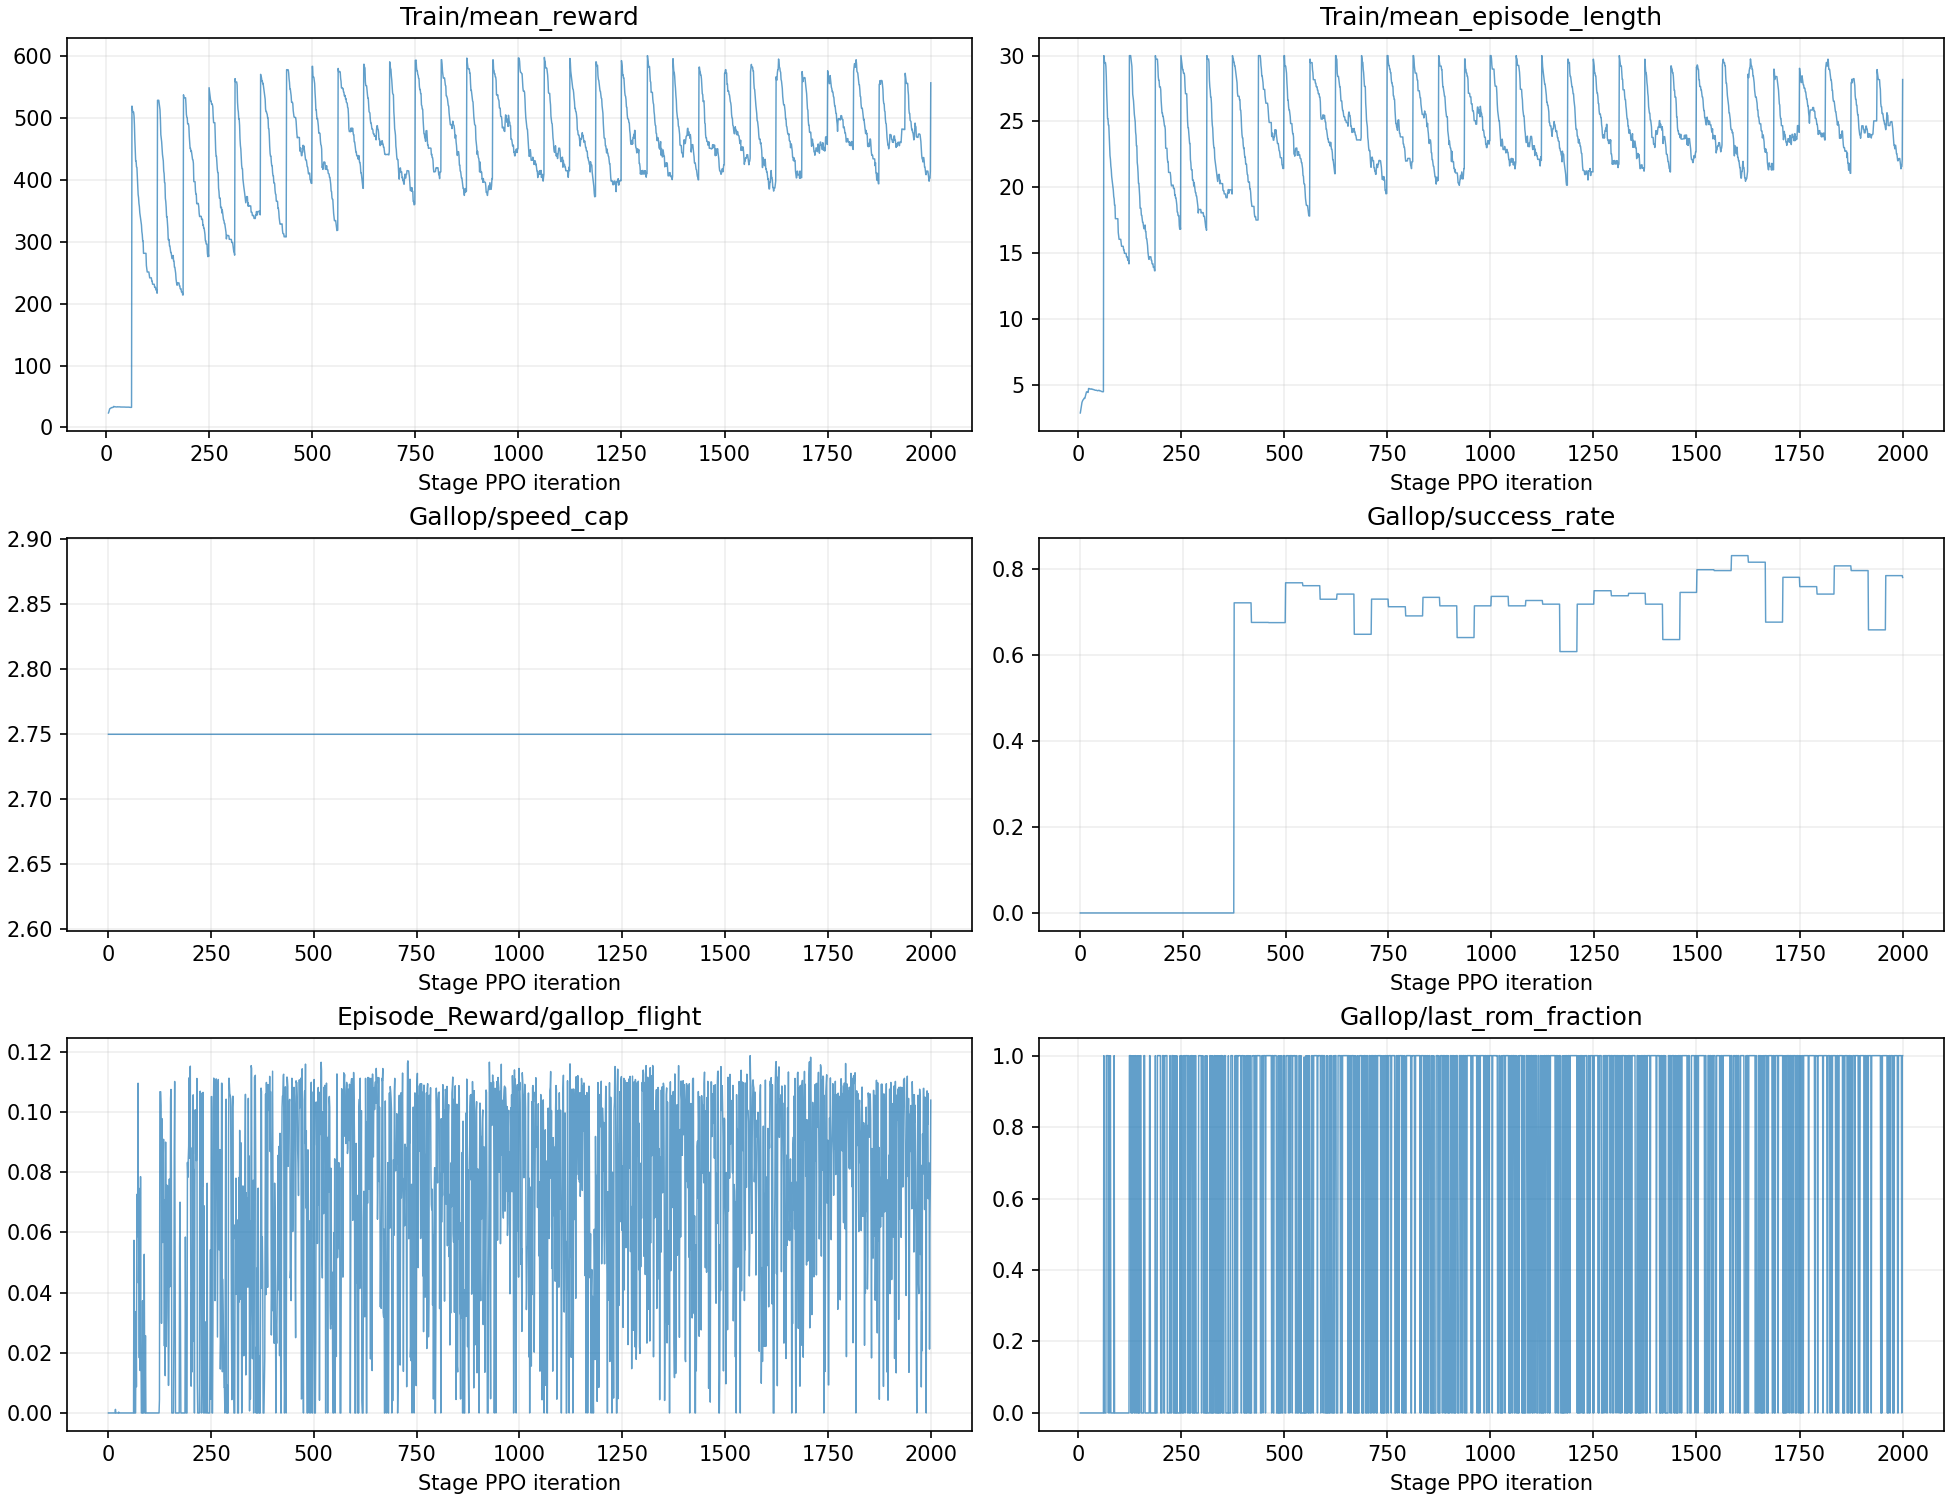 Train/mean_reward
Train/mean_episode_length
600
500
400
300
200
100
0
0 250 500 750 1000 1250 1500 1750 2000
Stage PPO iteration
30
25
20
15
10
5
0 250 500 750 1000 1250 1500 1750 2000
Stage PPO iteration
Gallop/speed_cap
Gallop/success_rate
2.90
2.85
2.80
2.75
2.70
2.65
2.60
0 250 500 750 1000 1250 1500 1750 2000
Stage PPO iteration
0.8
0.6
0.4
0.2
0.0
0 250 500 750 1000 1250 1500 1750 2000
Stage PPO iteration
Episode_Reward/gallop_flight
Gallop/last_rom_fraction
0.12
0.10
0.08
0.06
0.04
0.02
0.00
0 250 500 750 1000 1250 1500 1750 2000
Stage PPO iteration
1.0
0.8
0.6
0.4
0.2
0.0
0 250 500 750 1000 1250 1500 1750 2000
Stage PPO iteration